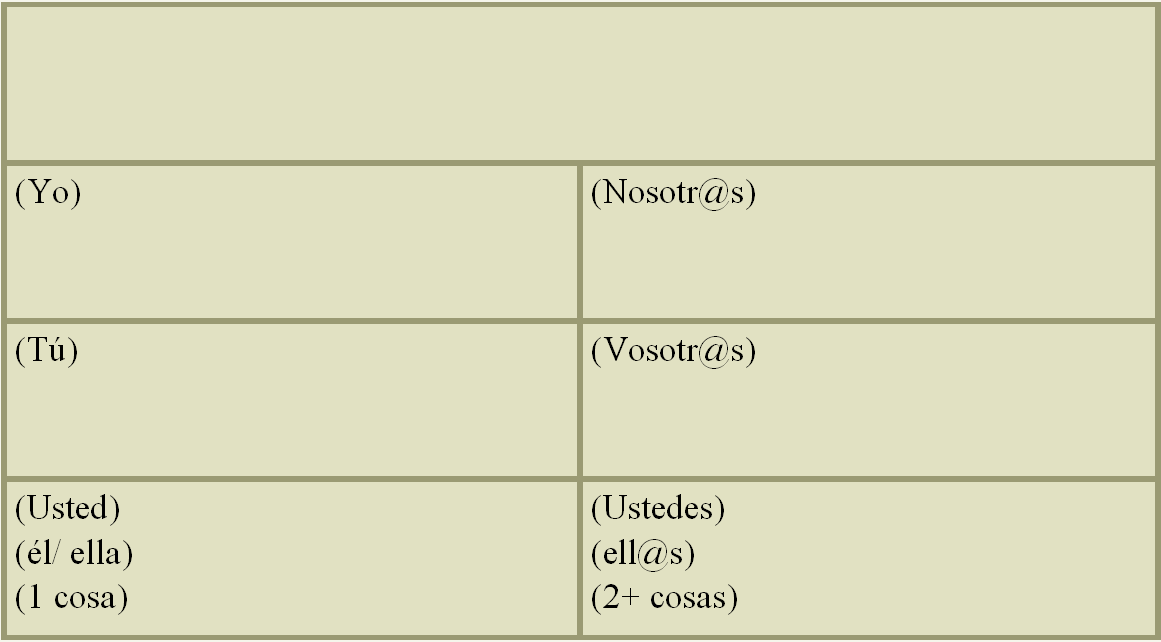 (Yo)
(Nosotr@s)
(Tú)
(Vosotr@s)
(Usted)
(él/ ella)
(1 cosa)
(Ustedes)
(ell@s)
(2+ cosas)